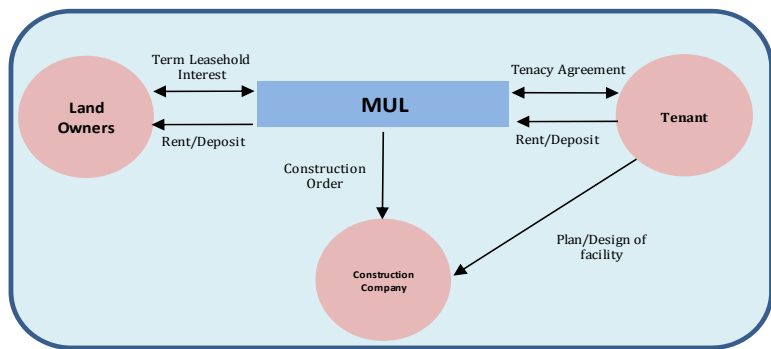 Term Leasehold
Interest
Tenacy Agreement
Land
Owners
MUL
Tenant
Rent/Deposit
Rent/Deposit
Construction
Order
Plan/Design of
facility
Construction
Company